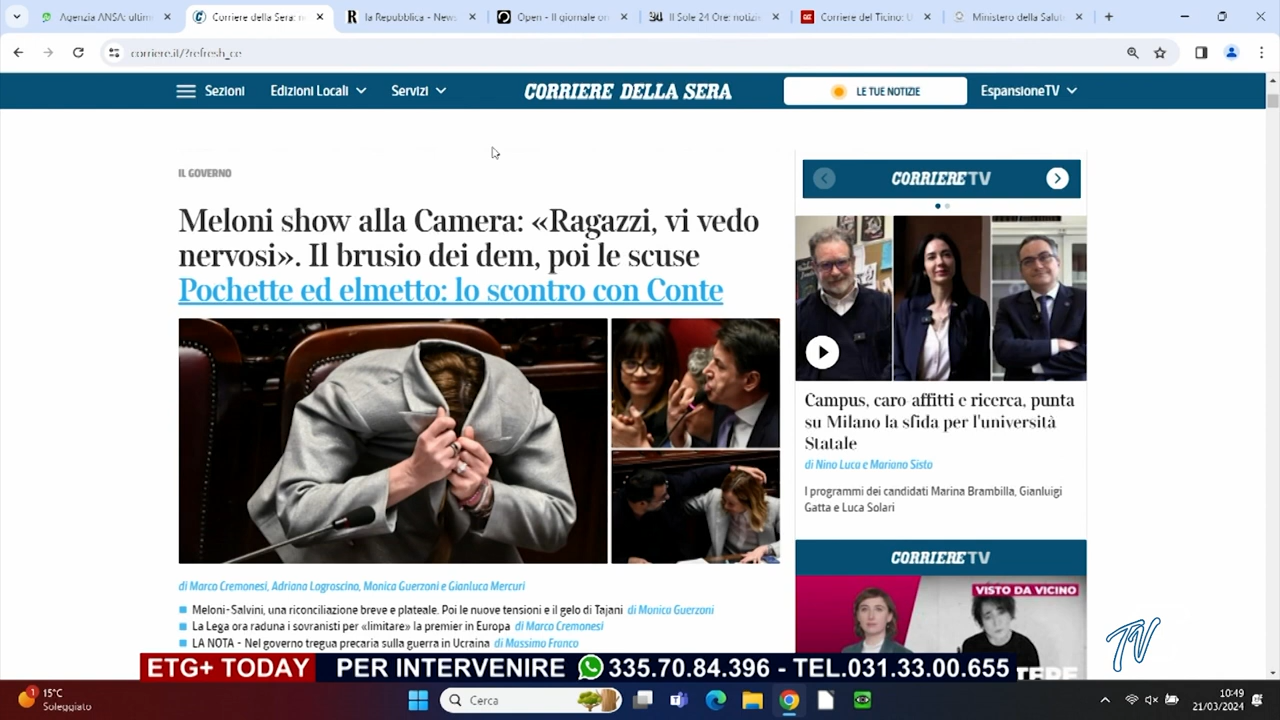 Agenzia ANSA: ultim
Corriere della Sera: n
la Repubblica - News
Open - Il giornale on
Il Sole 24 Ore: notizi
Corriere del Ticino: U
Ministero della Salut
corriere.it/?refresh_ce
Sezioni
Edizioni Locali
Servizi
CORRIERE DELLA SERA
LE TUE NOTIZIE
EspansioneTV
IL GOVERNO
Meloni show alla Camera: «Ragazzi, vi vedo
nervosi». Il brusio dei dem, poi le scuse
Pochette ed elmetto: lo scontro con Conte
di Marco Cremonesi, Adriana Logroscino, Monica Guerzoni e Gianluca Mercuri
Meloni-Salvini, una riconciliazione breve e plateale. Poi le nuove tensioni e il gelo di Tajani di Monica Guerzoni
La Lega ora raduna i sovranisti per «limitare» la premier in Europa di Marco Cremonesi
LA NOTA - Nel governo tregua precaria sulla guerra in Ucraina di Massimo Franco
CORRIERE TV
Campus, caro affitti e ricerca, punta
su Milano la sfida per l'università
Statale
di Nino Luca e Mariano Sisto
I programmi dei candidati Marina Brambilla, Gianluigi
Gatta e Luca Solari
CORRIERE TV
VISTO DA VICINO
TV
ETG+ TODAY PER INTERVENIRE 335.70.84.396 - TEL.031.33.00.655
1
15°C
Soleggiato
Cerca
10:49
21/03/2024